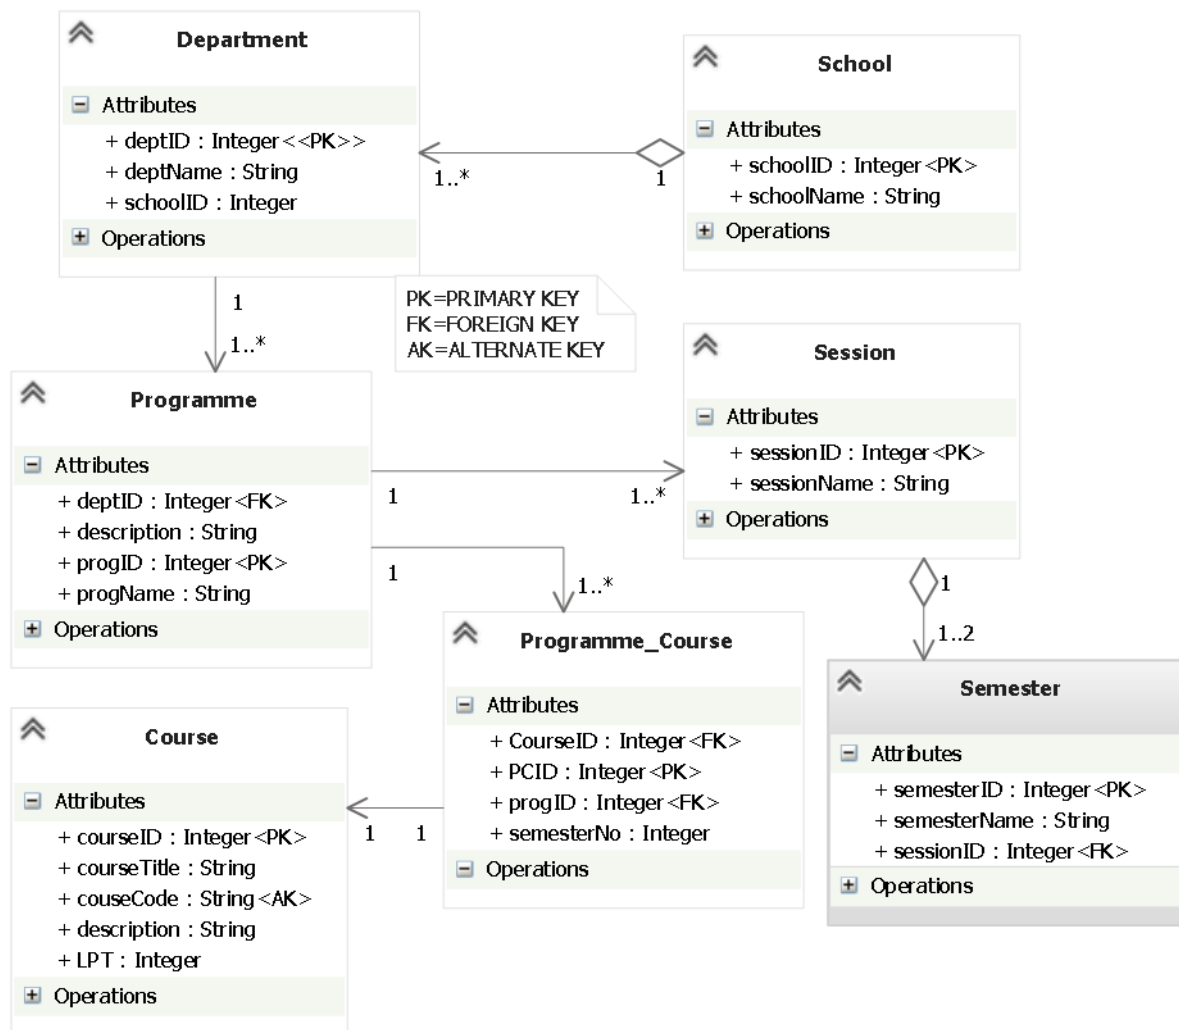 Department
Attributes
+ deptID : Integer<<PK>>
+ deptName : String
+ schoolID : Integer
Operations
School
Attributes
+ schoolID : Integer<PK>
+ schoolName : String
Operations
1..*
1
1
1..*
PK=PRIMARY KEY
FK=FOREIGN KEY
AK=ALTERNATE KEY
Session
Attributes
+ sessionID : Integer<PK>
+ sessionName : String
Operations
Programme
Attributes
+ deptID : Integer<FK>
+ description : String
+ progID : Integer<PK>
+ progName : String
Operations
1
1..*
1
1..*
1
1..2
Programme_Course
Attributes
+ CourseID : Integer<FK>
+ PCID : Integer<PK>
+ progID : Integer<FK>
+ semesterNo : Integer
Operations
Semester
Attributes
+ semesterID : Integer<PK>
+ semesterName : String
+ sessionID : Integer<FK>
Operations
Course
Attributes
+ courseID : Integer<PK>
+ courseTitle : String
+ couseCode : String<AK>
+ description : String
+ LPT : Integer
Operations
1
1